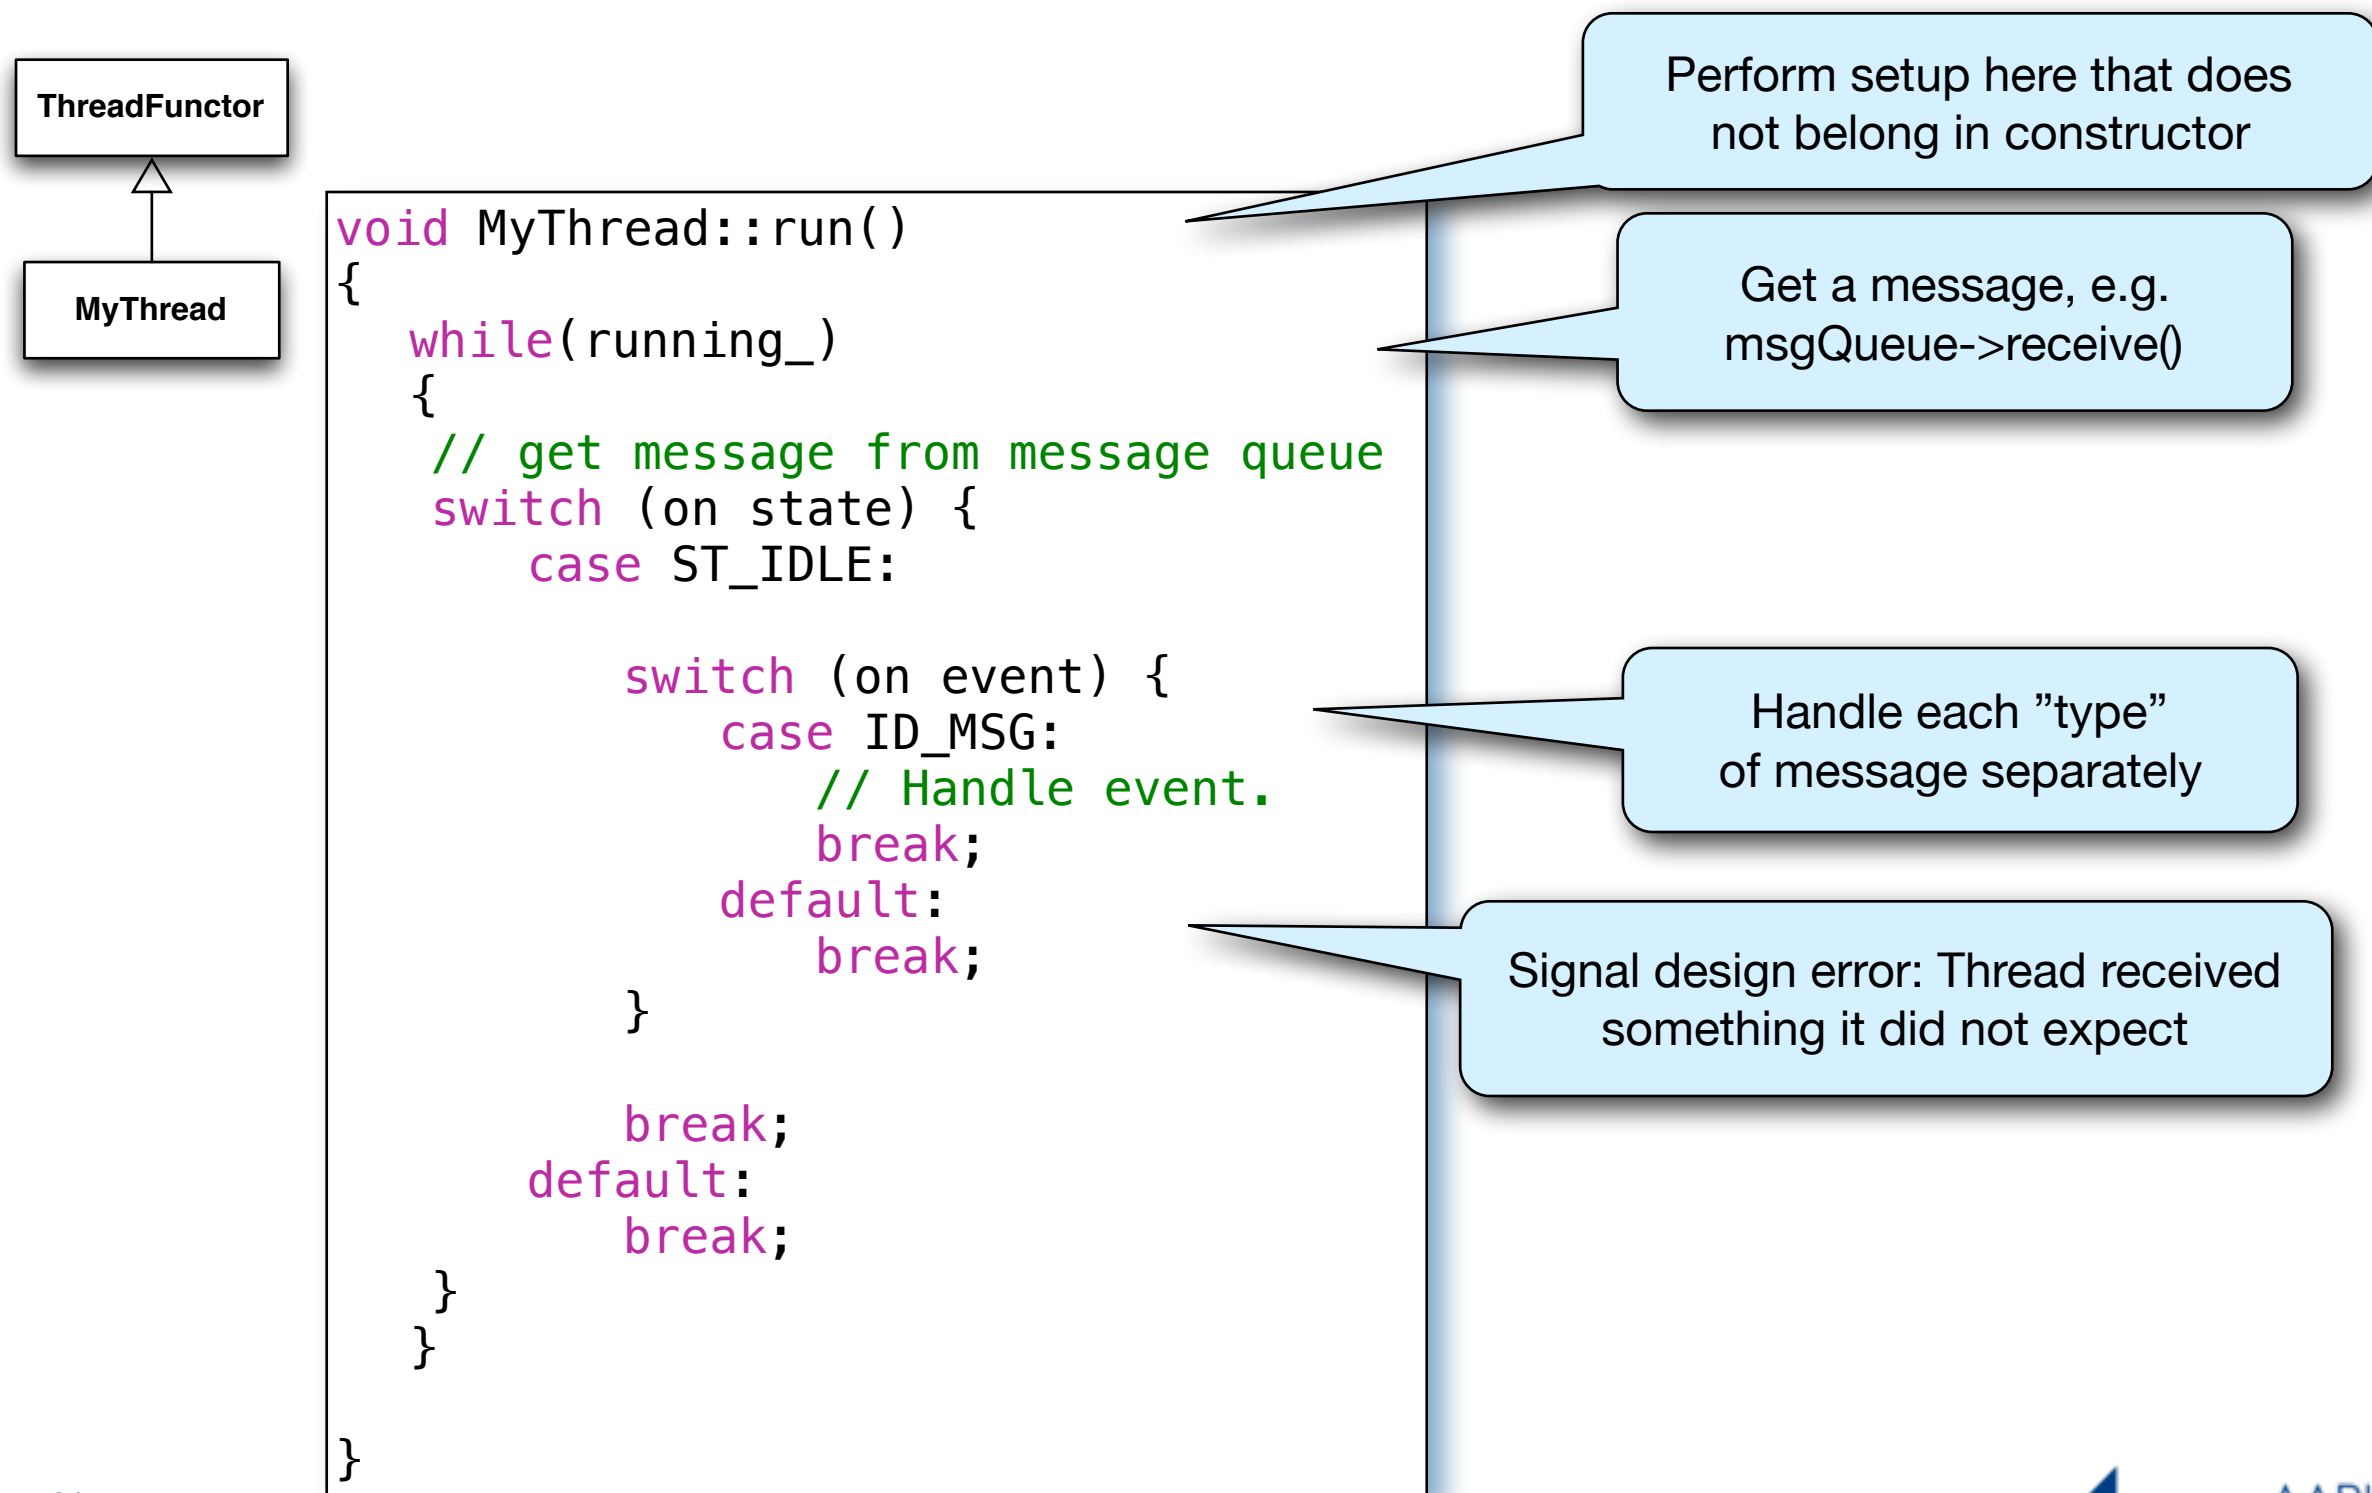 ThreadFunctor
MyThread
void MyThread::run()
{
while(running_)
{
// get message from message queue
switch (on state) {
case ST_IDLE:
switch (on event) {
case ID_MSG:
// Handle event.
break;
default:
break;
}
break;
default:
break;
}
}
}
Perform setup here that does
not belong in constructor
Get a message, e.g.
msgQueue->receive()
Handle each ”type”
of message separately
Signal design error: Thread received
something it did not expect